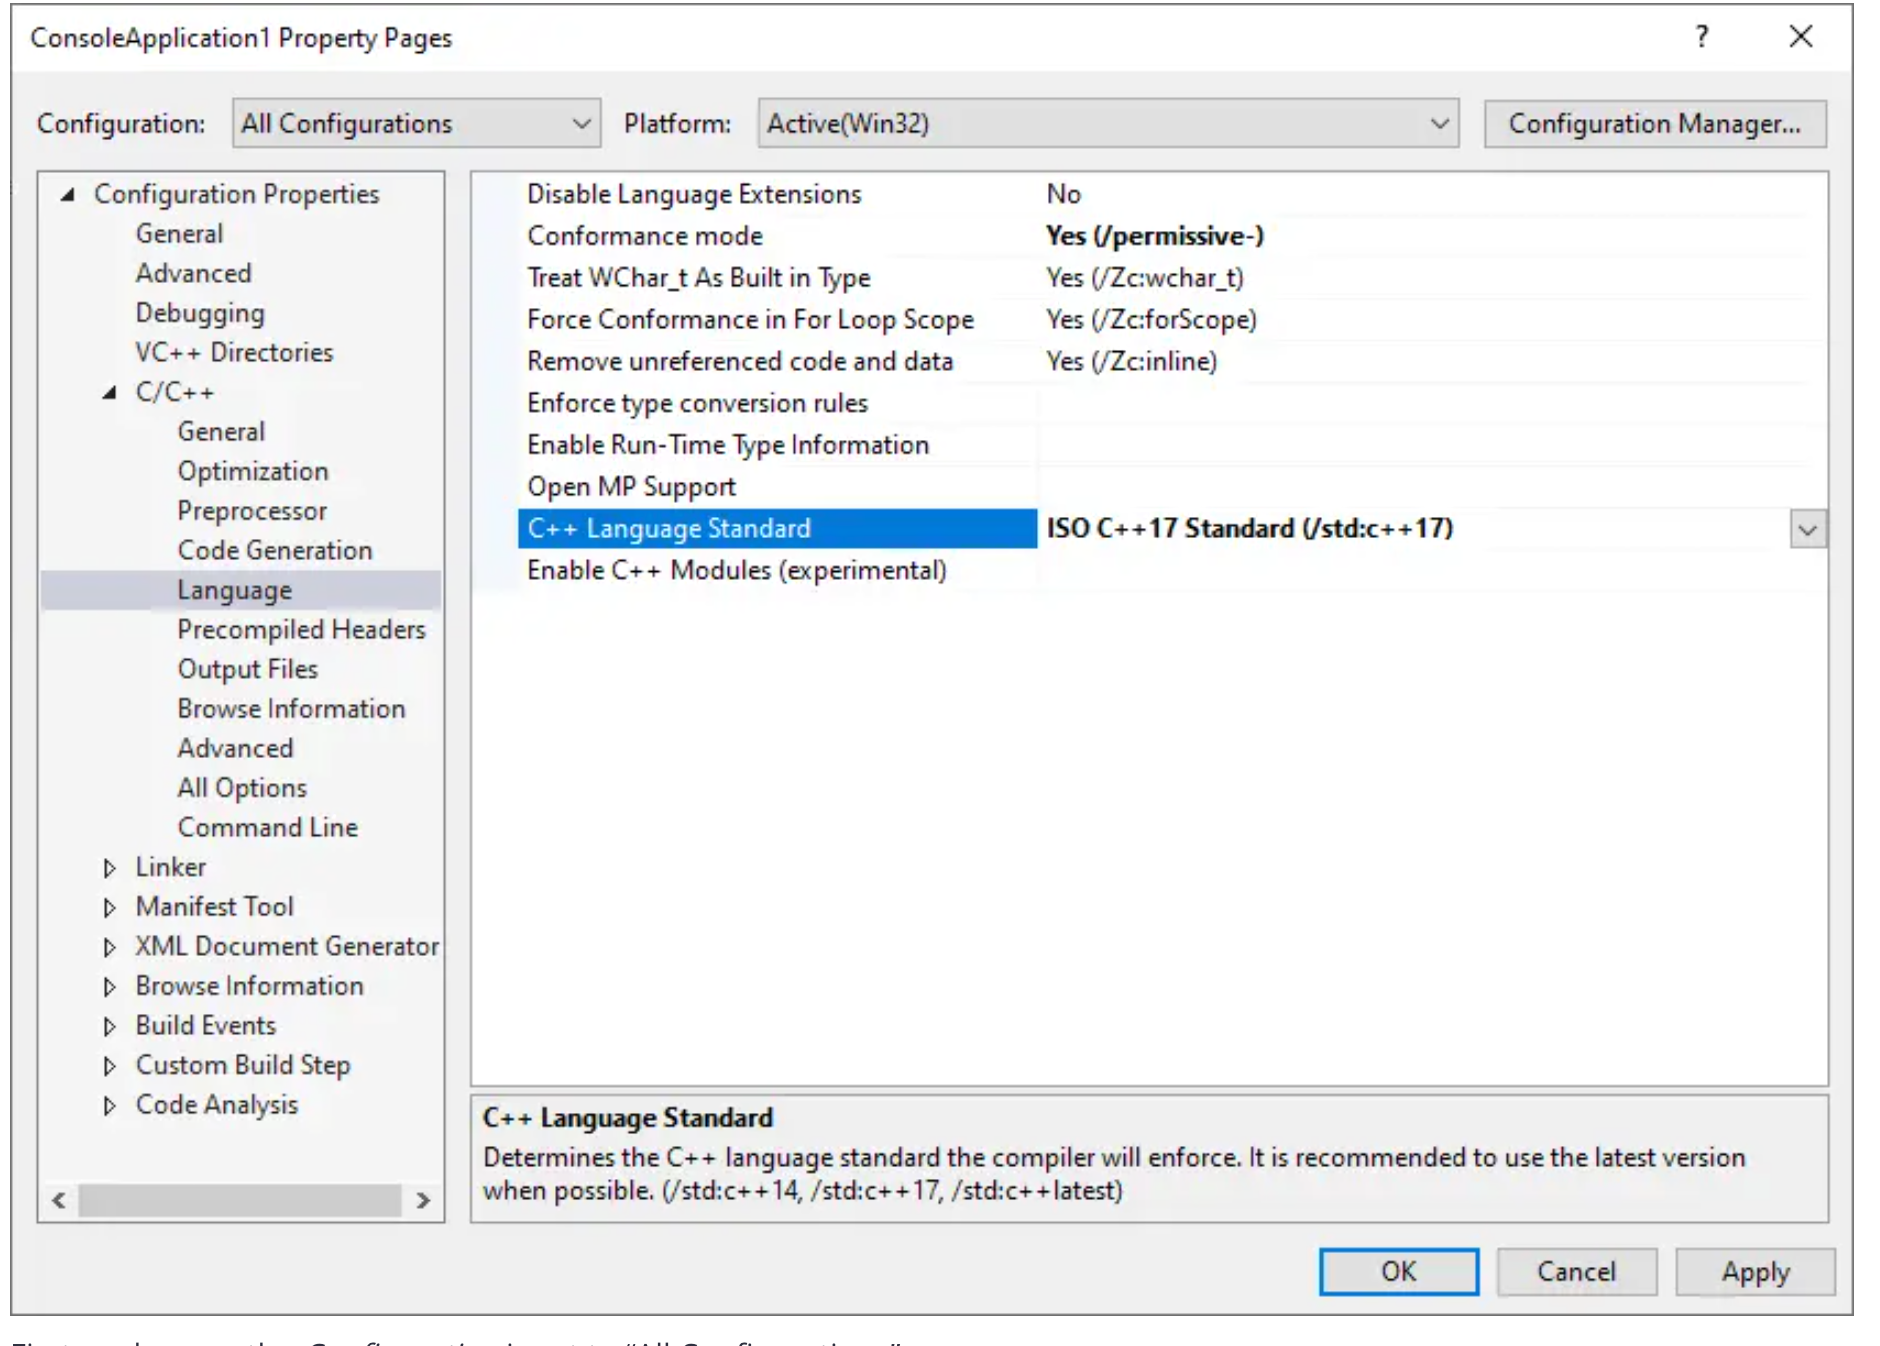 ConsoleApplication1 Property Pages
?
Configuration: All Configurations Platform: Active(Win32) Configuration Manager...
Configuration Properties
General
Advanced
Debugging
VC++ Directories
C/C++
General
Optimization
Preprocessor
Code Generation
Language
Precompiled Headers
Output Files
Browse Information
Advanced
All Options
Command Line
Linker
Manifest Tool
XML Document Generator
Browse Information
Build Events
Custom Build Step
Code Analysis
Disable Language Extensions No
Conformance mode Yes (/permissive-)
Treat WChar_t As Built in Type Yes (/Zc:wchar_t)
Force Conformance in For Loop Scope Yes (/Zc:forScope)
Remove unreferenced code and data Yes (/Zc:inline)
Enforce type conversion rules
Enable Run-Time Type Information
Open MP Support
C++ Language Standard ISO C++17 Standard (/std:c++17)
Enable C++ Modules (experimental)
C++ Language Standard
Determines the C++ language standard the compiler will enforce. It is recommended to use the latest version
when possible. (/std:c++14, /std:c++17, /std:c++latest)
OK Cancel Apply